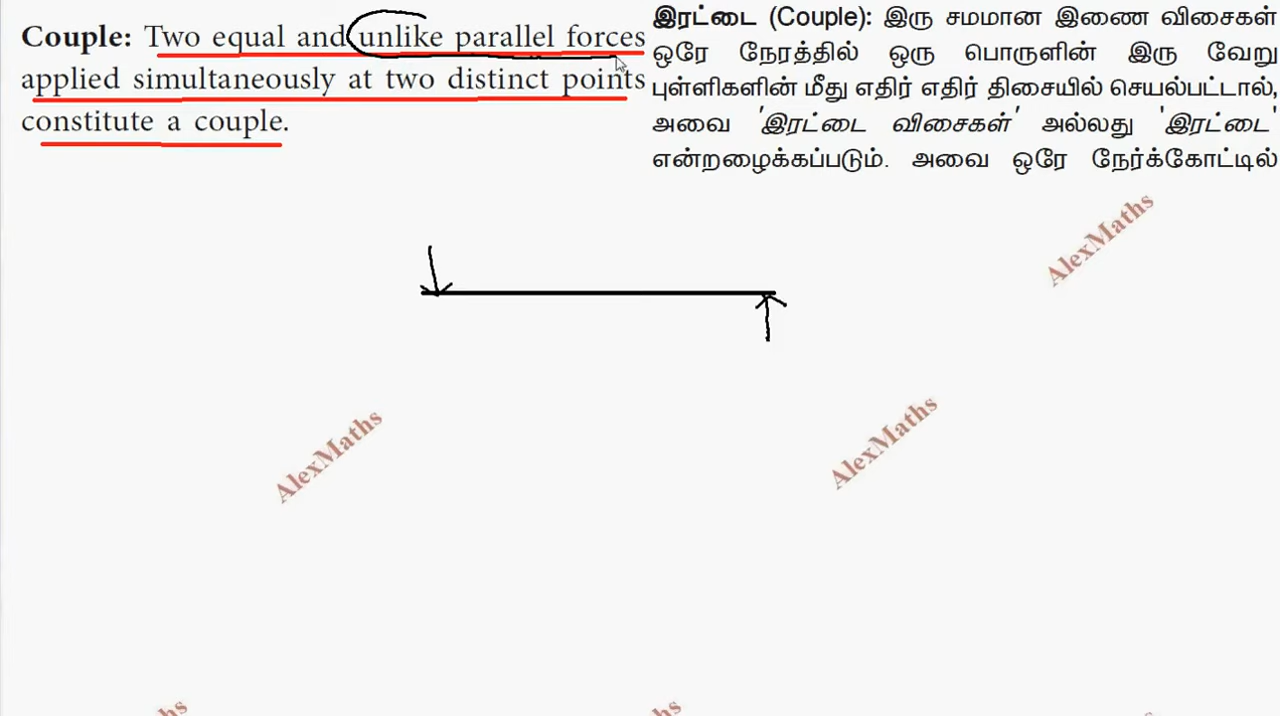 Couple: Two equal and unlike parallel forces
applied simultaneously at two distinct points
constitute a couple.
இரட்டை (Couple): இரு சமமான இணை விசைகள்
ஒரே நேரத்தில் ஒரு பொருளின் இரு வேறு
புள்ளிகளின் மீது எதிர் எதிர் திசையில் செயல்பட்டால்,
அவை 'இரட்டை விசைகள்' அல்லது 'இரட்டை'
என்றழைக்கப்படும். அவை ஒரே நேர்க்கோட்டில்
AlexMaths
AlexMaths
AlexMaths
hs
hs